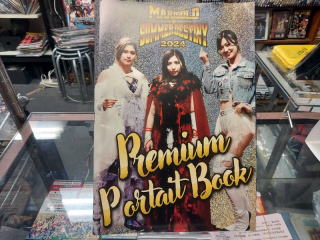 MARIGOLD
SUMMER DESTINY
2024
Premium
Portait Book